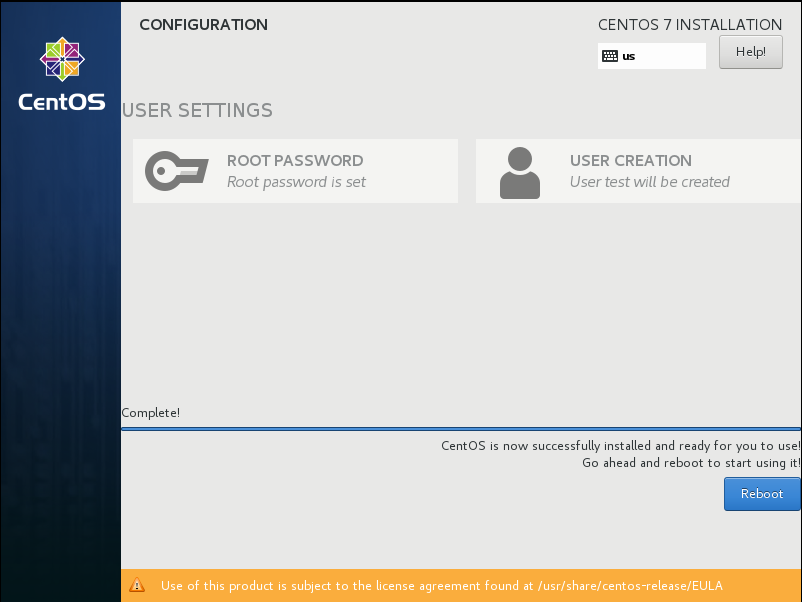 CentOS
CONFIGURATION
CENTOS 7 INSTALLATION
us
Help!
USER SETTINGS
ROOT PASSWORD
Root password is set
USER CREATION
User test will be created
Complete!
CentOS is now successfully installed and ready for you to use!
Go ahead and reboot to start using it!
Reboot
Use of this product is subject to the license agreement found at /usr/share/centos-release/EULA